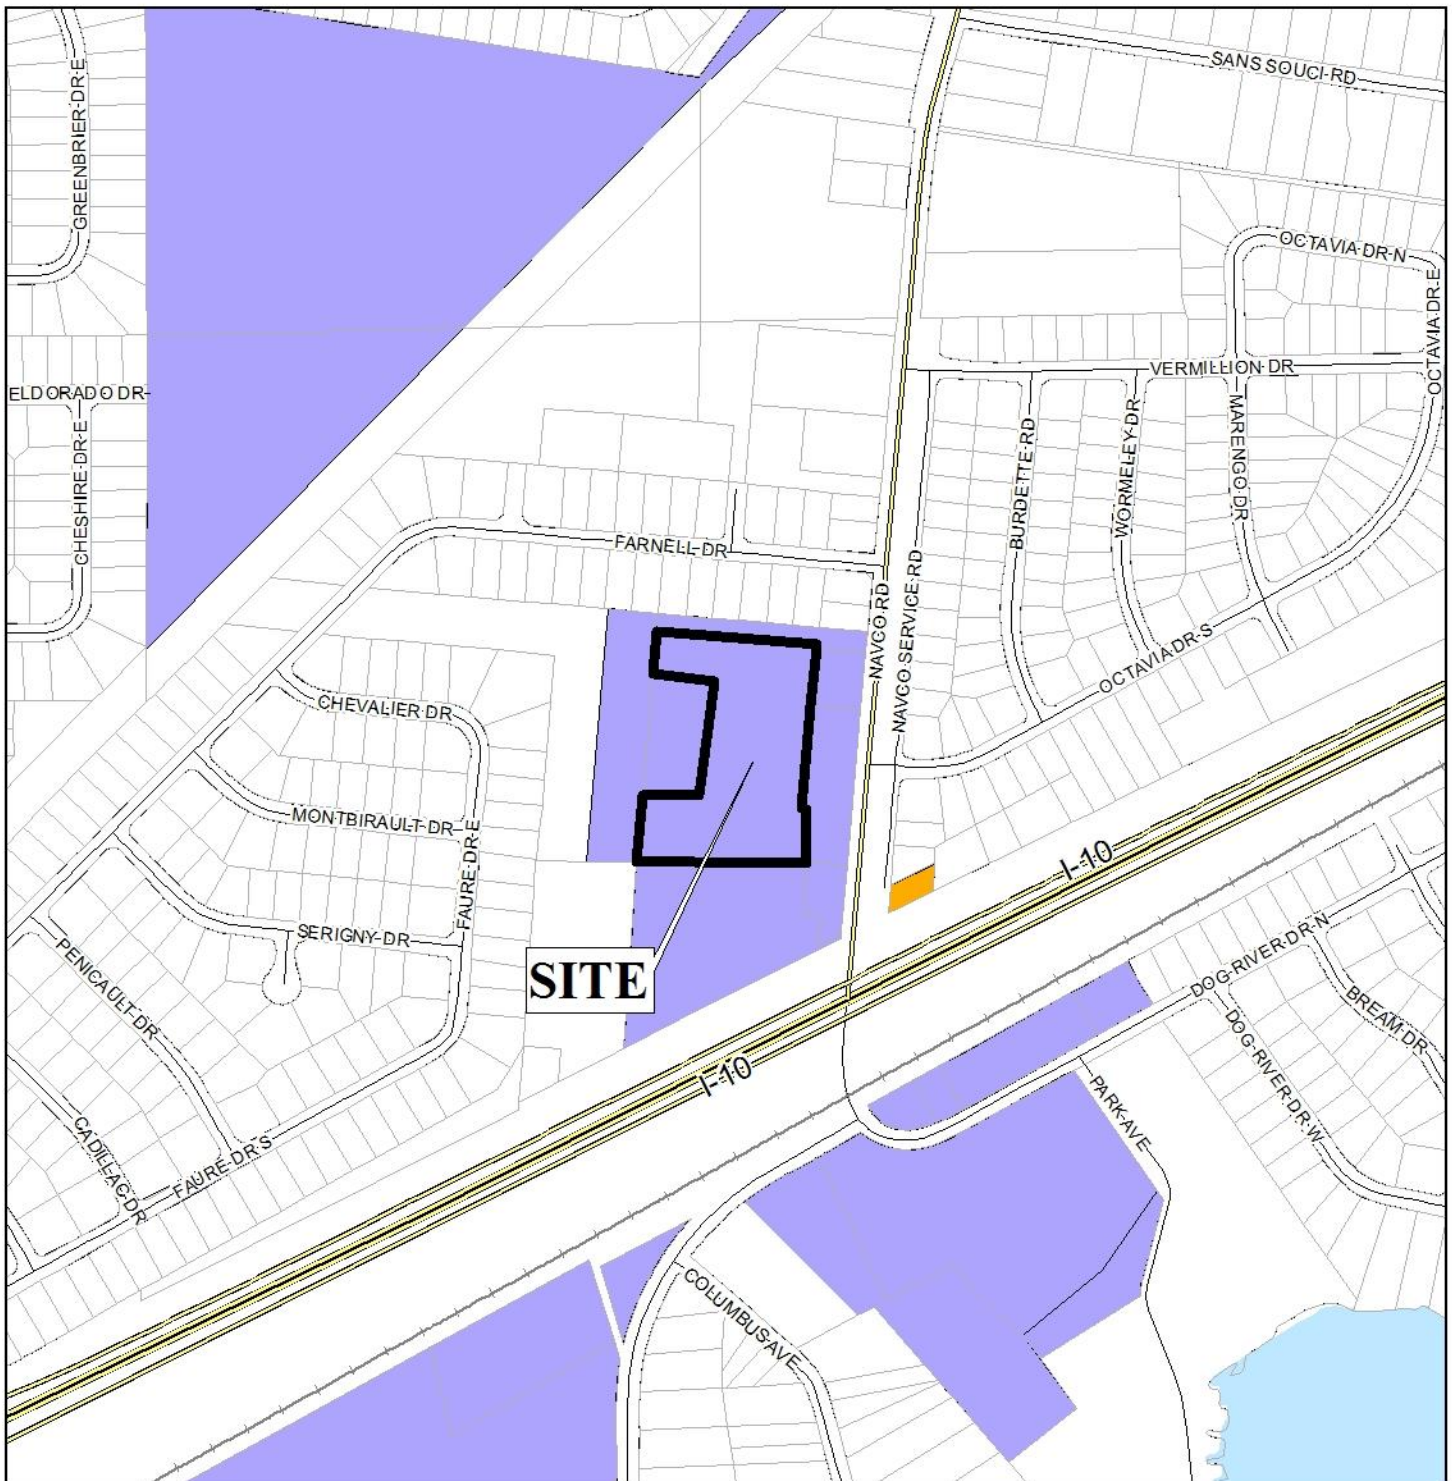 SANS SOUCI RD
GREENBRIER DR E
OCTAVIA DR N
OCTAVIA DR E
VERMILLION DR
ELDORADO DR
CHESHIRE DR E
MARENGO DR
WORMELEY DR
BURDETTE RD
FARNELL DR
NAVCO RD
NAVCO SERVICE RD
OCTAVIA DR S
CHEVALIER DR
MONTBIRAULT DR
FAURE DR E
I-10
SERIGNY DR
PENICAULT DR
SITE
DOG RIVER DR N
BREAM DR
DOG RIVER DR W
I-10
PARK AVE
CADILLAC DR
FAURE DR S
COLUMBUS AVE